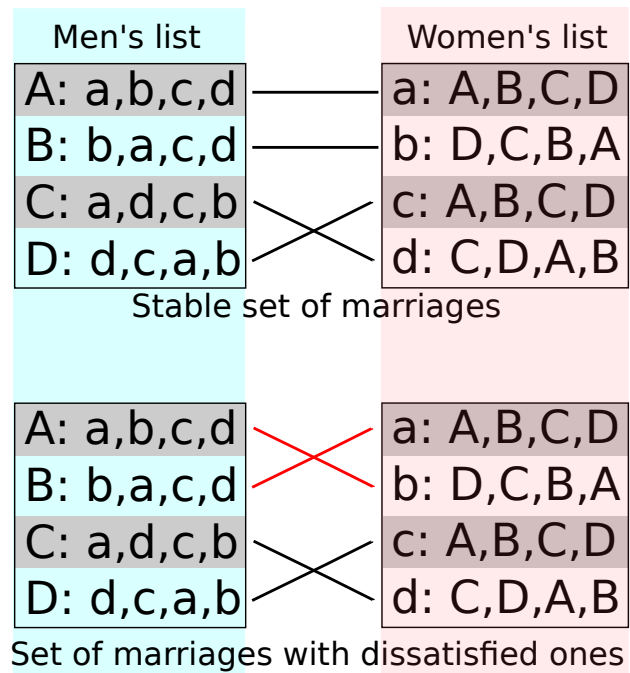 Men's list
Women's list
A: a,b,c,d
a: A,B,C,D
B: b,a,c,d
b: D,C,B,A
C: a,d,c,b
c: A,B,C,D
D: d,c,a,b
d: C,D,A,B
Stable set of marriages
A: a,b,c,d
a: A,B,C,D
B: b,a,c,d
b: D,C,B,A
C: a,d,c,b
c: A,B,C,D
D: d,c,a,b
d: C,D,A,B
Set of marriages with dissatisfied ones